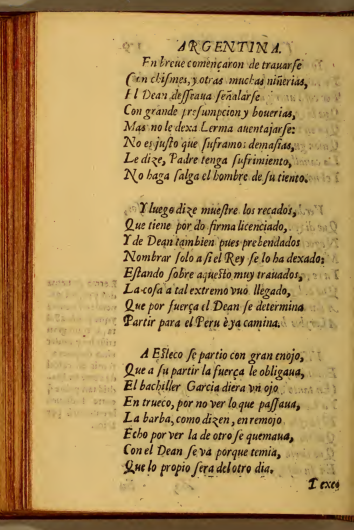 ARGENTINA.
En breue començaron de trauarse
Con chismes, y otras muchas niñerias,
El Dean desseaua señalarse
Con grande presumpcion y bouerias,
Mas no le dexa Lerma auentajarse:
No es justo que suframos demasias,
Le dize, Padre tenga sufrimiento,
No haga salga el hombre de su tiento.
Y luego dize muestre los recados,
Que tiene por do firma licenciado,
Y de Dean tambien pues prebendados
Nombrar solo a si el Rey se lo ha dexado:
Estando sobre aquesto muy trauados,
La cosa a tal extremo vuo llegado,
Que por fuerça el Dean se determina
Partir para el Peru è ya camina.
A Esteco se partio con gran enojo,
Que a su partir la fuerça le obligaua,
El bachiller Garcia diera vn ojo
En trueco, por no ver lo que passaua,
La barba, como dizen, en remojo
Echo por ver la de otro se quemaua,
Con el Dean se va porque temia,
Que lo propio sera del otro dia.
Texeo